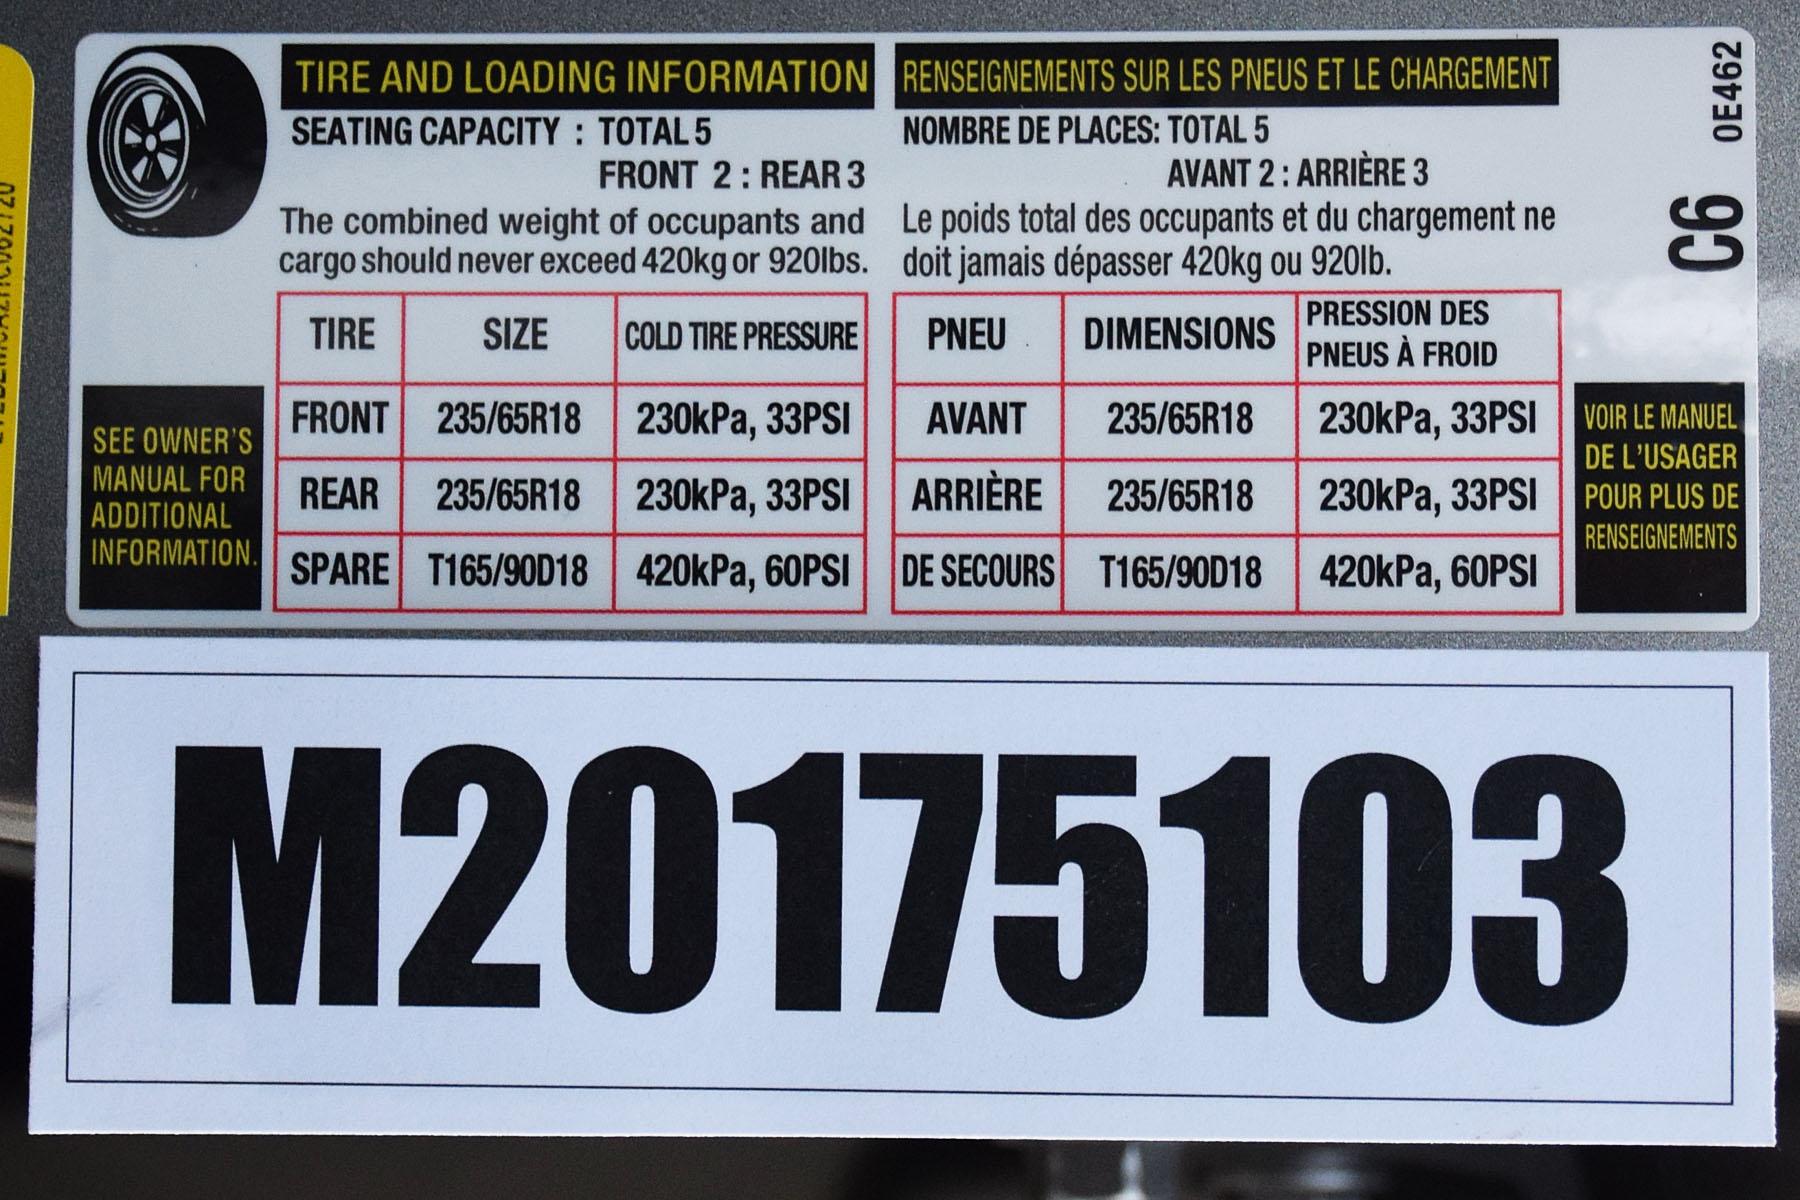 TIRE AND LOADING INFORMATION
SEATING CAPACITY : TOTAL 5
FRONT 2 : REAR 3
The combined weight of occupants and
cargo should never exceed 420kg or 920lbs.
TIRE SIZE COLD TIRE PRESSURE
FRONT 235/65R18 230kPa, 33PSI
REAR 235/65R18 230kPa, 33PSI
SPARE T165/90D18 420kPa, 60PSI
SEE OWNER'S
MANUAL FOR
ADDITIONAL
INFORMATION.
RENSEIGNEMENTS SUR LES PNEUS ET LE CHARGEMENT
NOMBRE DE PLACES: TOTAL 5
AVANT 2 : ARRIÈRE 3
Le poids total des occupants et du chargement ne
doit jamais dépasser 420kg ou 920lb.
PNEU DIMENSIONS PRESSION DES
PNEUS À FROID
AVANT 235/65R18 230kPa, 33PSI
ARRIÈRE 235/65R18 230kPa, 33PSI
DE SECOURS T165/90D18 420kPa, 60PSI
VOIR LE MANUEL
DE L'USAGER
POUR PLUS DE
RENSEIGNEMENTS
C6 0E462
M20175103